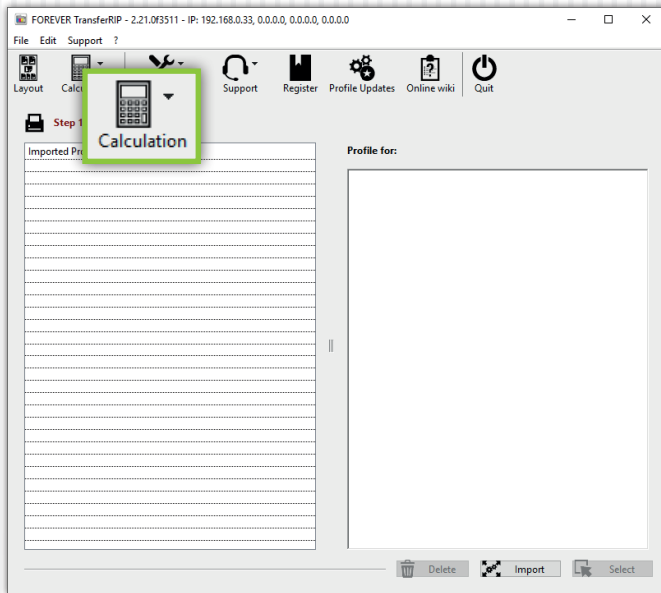 FOREVER TransferRIP - 2.21.0f3511 - IP: 192.168.0.33, 0.0.0.0, 0.0.0.0, 0.0.0.0
File Edit Support ?
Layout Calc Support Register Profile Updates Online wiki Quit
Calculation
Step 1
Imported Pr Profile for:
Delete Import Select